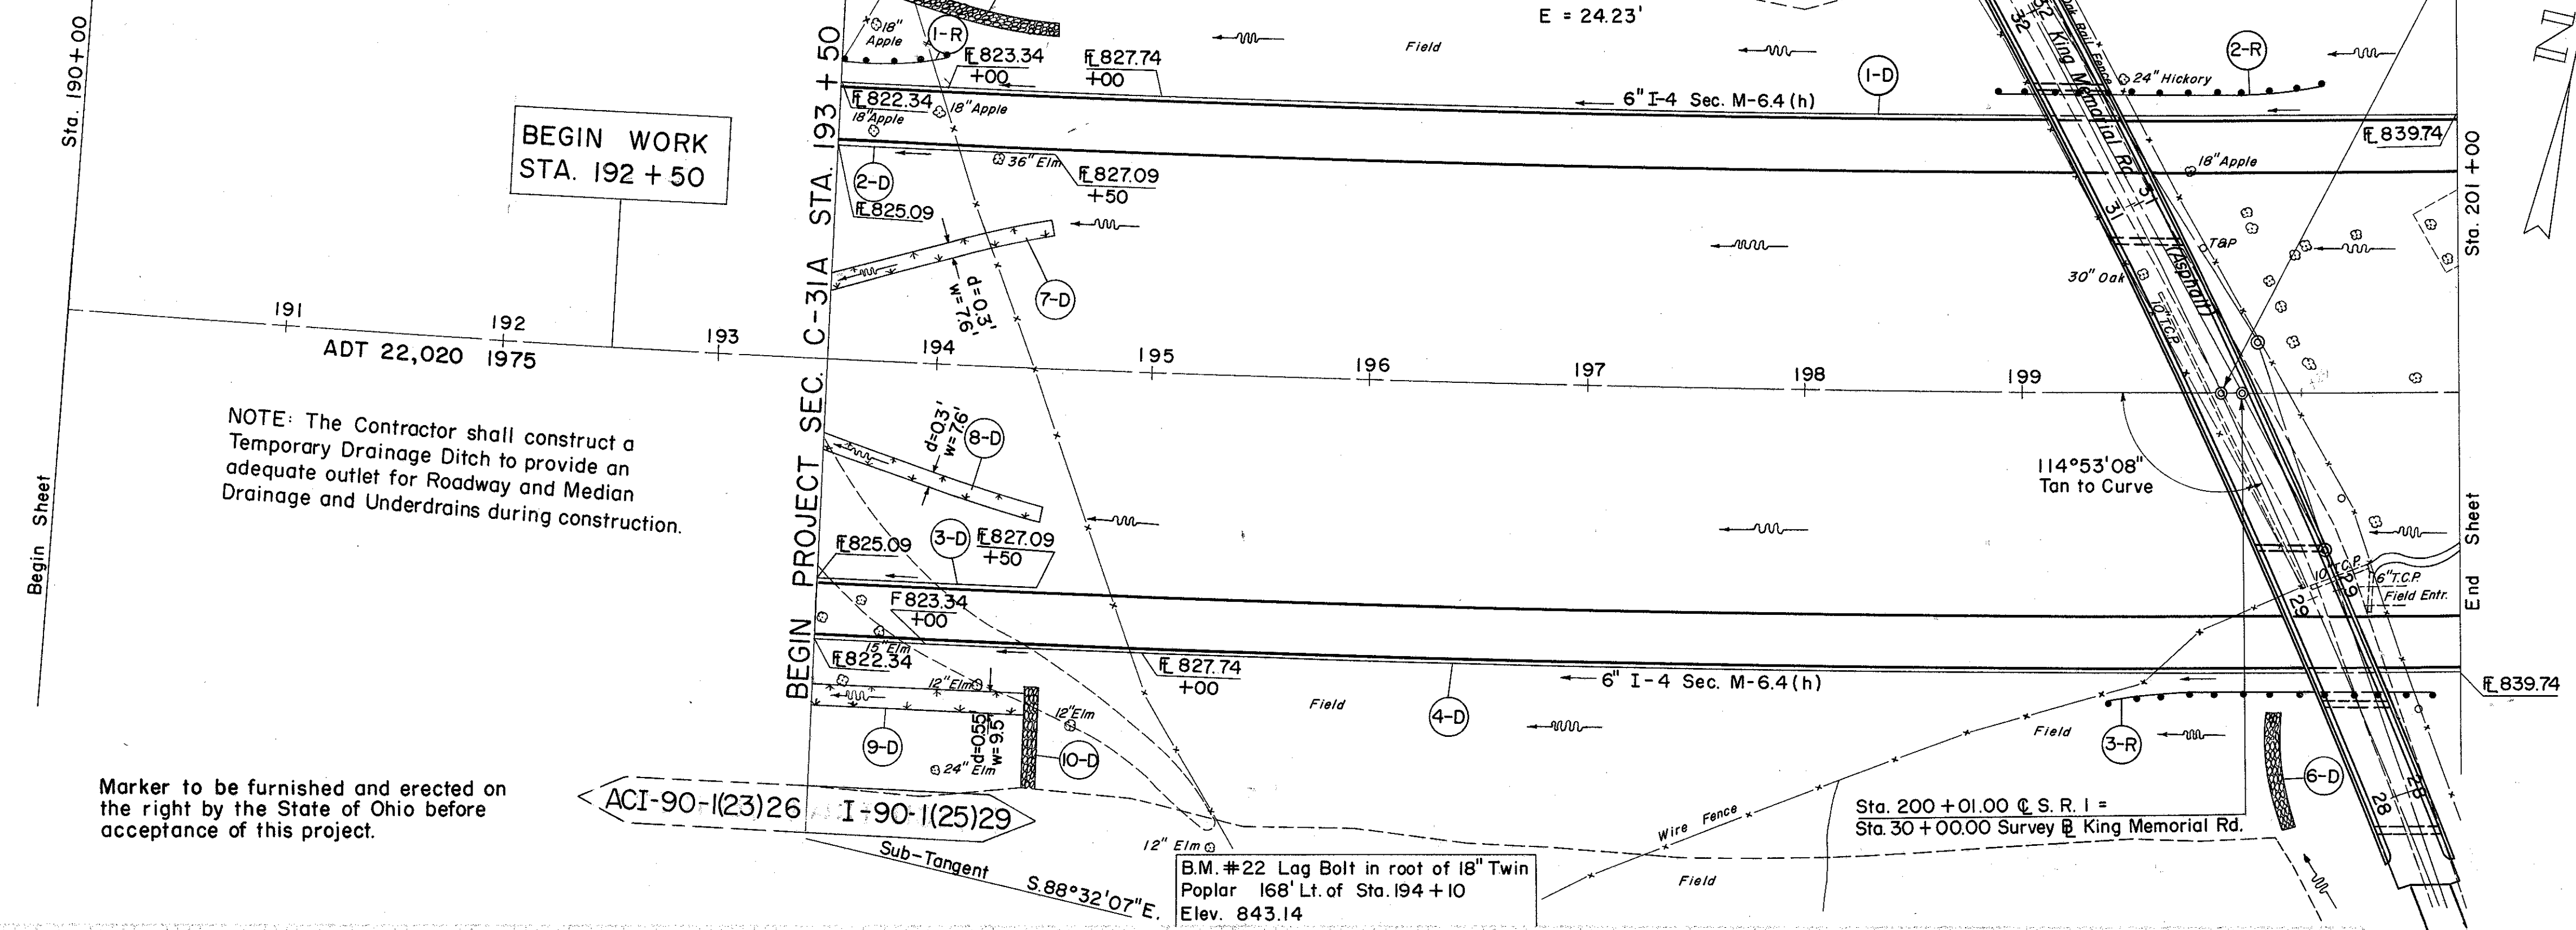 Sta. 190+00
Begin Sheet
BEGIN WORK
STA. 192 + 50
191
192
193
194
195
196
197
198
199
ADT 22,020 1975
NOTE: The Contractor shall construct a
Temporary Drainage Ditch to provide an
adequate outlet for Roadway and Median
Drainage and Underdrains during construction.
Marker to be furnished and erected on
the right by the State of Ohio before
acceptance of this project.
ACI-90-1(23)26
I-90-1(25)29
Sub-Tangent
S.88°32'07"E.
BEGIN PROJECT SEC. C-31A STA. 193 + 50
18"
Apple
1-R
℄823.34
+00
℄827.74
+00
℄822.34
18"Apple
18"Apple
2-D
℄825.09
36" Elm
℄827.09
+50
d=0.3'
w=7.6'
7-D
E = 24.23'
Field
1-D
6" I-4 Sec. M-6.4 (h)
2-R
24" Hickory
℄839.74
18"Apple
Sta. 201 + 00
N
32
32
King Memorial Rd.
(Asphalt)
31
31
T&P
30" Oak
10" T.C.P.
d=0.3'
w=7.6'
8-D
℄825.09
3-D
℄827.09
+50
F 823.34
+00
15"Elm
℄822.34
12"Elm
12"Elm
9-D
d=0.55'
w=9.5'
10-D
24" Elm
12" Elm
℄ 827.74
+00
Field
4-D
6" I-4 Sec. M-6.4 (h)
114°53'08"
Tan to Curve
10" T.C.P.
6"T.C.P.
Field Entr.
29
29
End Sheet
℄839.74
Field
3-R
6-D
28
28
Sta. 200 + 01.00 ℄ S. R. 1 =
Sta. 30 + 00.00 Survey ℄ King Memorial Rd.
Wire Fence
Field
B.M. #22 Lag Bolt in root of 18" Twin
Poplar 168' Lt. of Sta. 194 + 10
Elev. 843.14